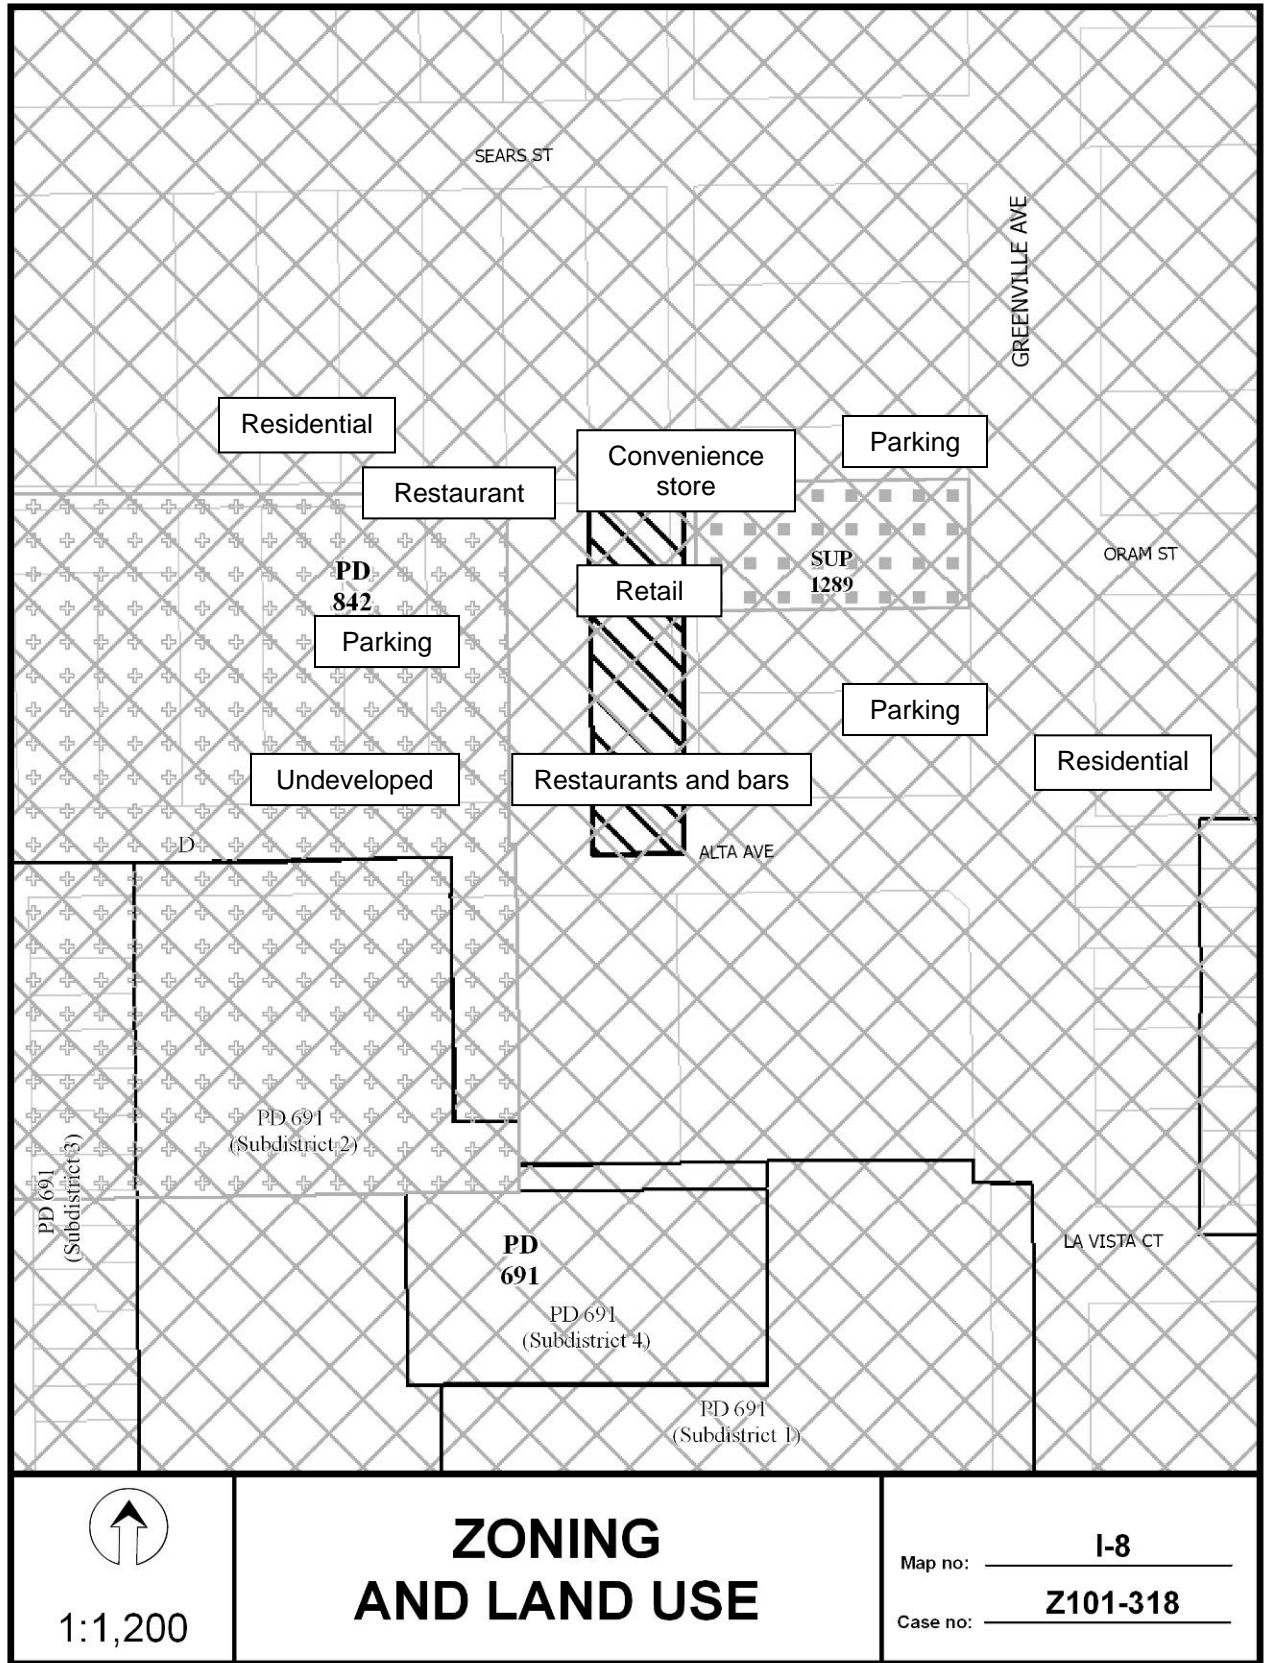 SEARS ST
GREENVILLE AVE
Residential
Parking
Convenience
store
Restaurant
SUP
1289
ORAM ST
PD
842
Retail
Parking
Parking
Residential
Undeveloped
Restaurants and bars
D
ALTA AVE
PD 691
(Subdistrict 2)
PD 691
(Subdistrict 3)
LA VISTA CT
PD
691
PD 691
(Subdistrict 4)
PD 691
(Subdistrict 1)
1:1,200
ZONING
AND LAND USE
Map no: I-8
Case no: Z101-318